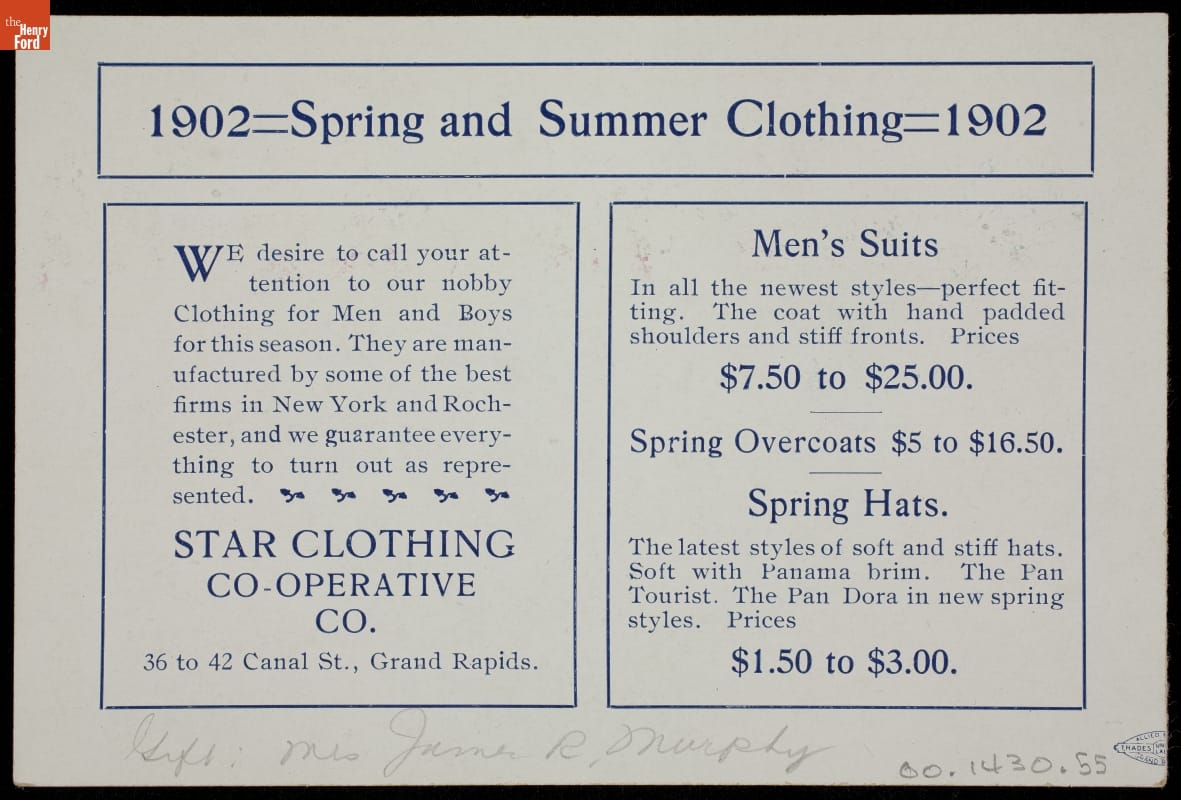 the
Henry
Ford
1902=Spring and Summer Clothing=1902
WE desire to call your at-
tention to our nobby
Clothing for Men and Boys
for this season. They are man-
ufactured by some of the best
firms in New York and Roch-
ester, and we guarantee every-
thing to turn out as repre-
sented.
STAR CLOTHING
CO-OPERATIVE
CO.
36 to 42 Canal St., Grand Rapids.
Men's Suits
In all the newest styles—perfect fit-
ting. The coat with hand padded
shoulders and stiff fronts. Prices
$7.50 to $25.00.
Spring Overcoats $5 to $16.50.
Spring Hats.
The latest styles of soft and stiff hats.
Soft with Panama brim. The Pan
Tourist. The Pan Dora in new spring
styles. Prices
$1.50 to $3.00.
Gift: Mrs James R. Murphy
00.1430.55
ALLIED
TRADES